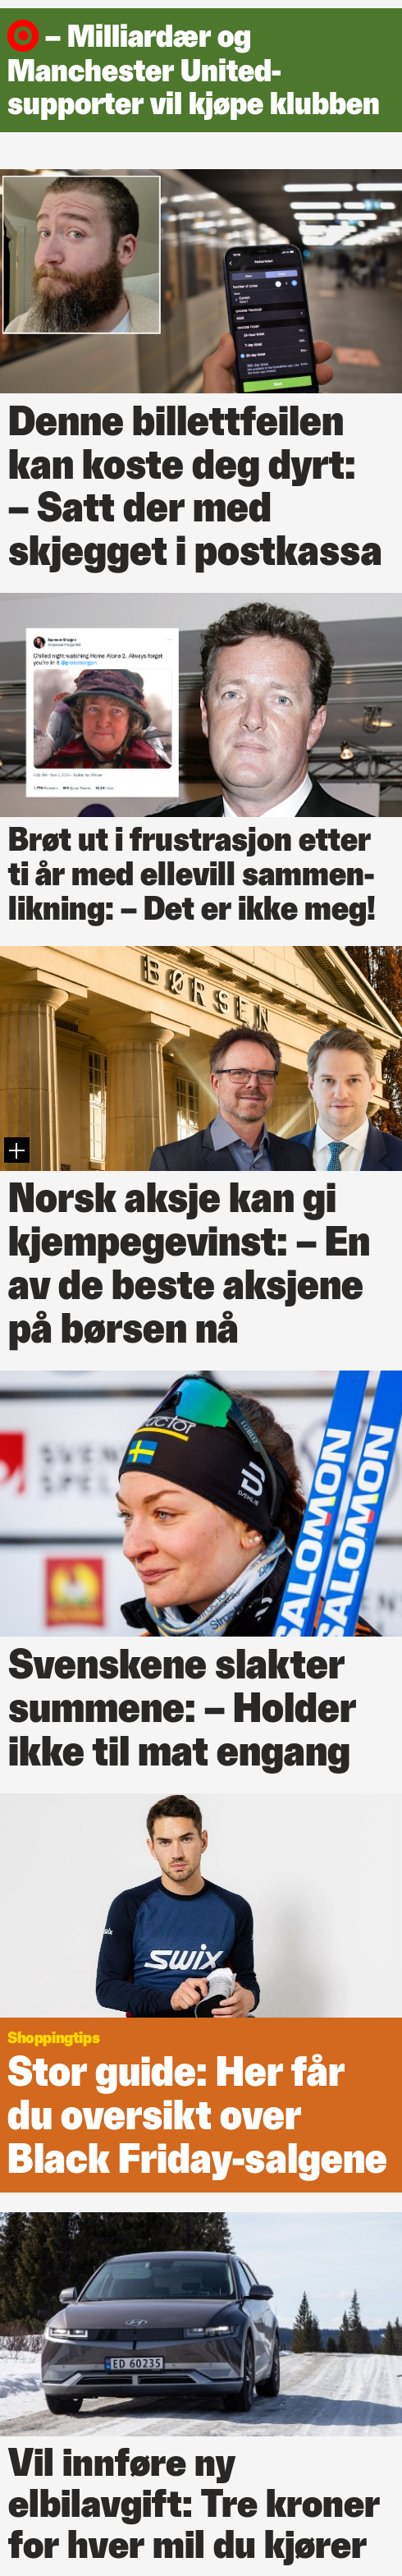 – Milliardær og
Manchester United-
supporter vil kjøpe klubben
Denne billettfeilen
kan koste deg dyrt:
– Satt der med
skjegget i postkassa
Chilled night watching Home Alone 2. Always forget
you're in it @piersmorgan
Brøt ut i frustrasjon etter
ti år med ellevill sammen-
likning: – Det er ikke meg!
BØRSEN
Norsk aksje kan gi
kjempegevinst: – En
av de beste aksjene
på børsen nå
DÆHLIE
SALOMON
SALOMON
Svenskene slakter
summene: – Holder
ikke til mat engang
SWIX
Shoppingtips
Stor guide: Her får
du oversikt over
Black Friday-salgene
ED 60235
Vil innføre ny
elbilavgift: Tre kroner
for hver mil du kjører